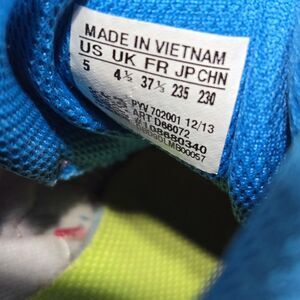 MADE IN VIETNAM
US UK FR JP CHN
5 4½ 37⅓ 235 230
PYV 702001 12/13
ART D66072